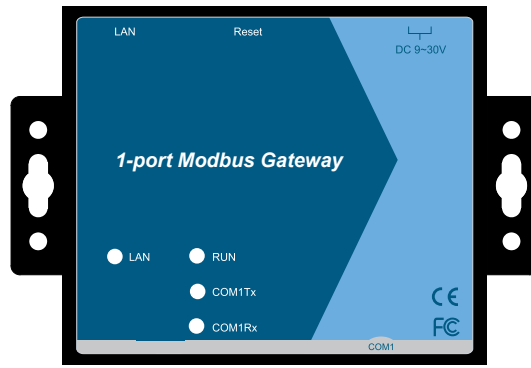 LAN Reset
DC 9~30V
1-port Modbus Gateway
LAN RUN
COM1Tx
COM1Rx
CE
FC
COM1